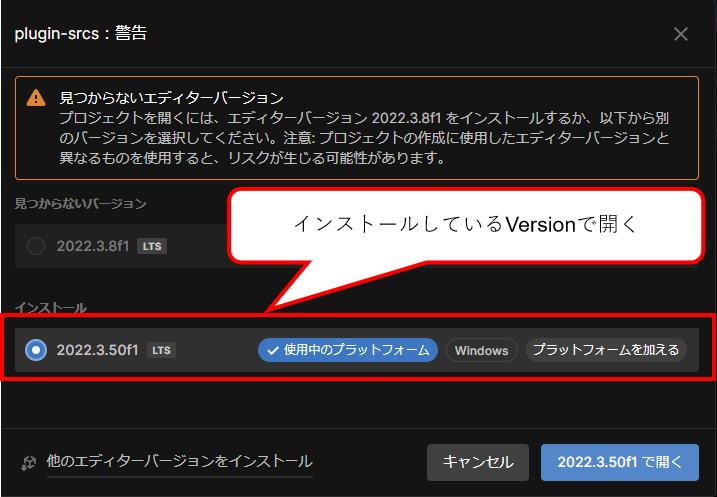 plugin-srcs：警告
見つからないエディターバージョン
プロジェクトを開くには、エディターバージョン 2022.3.8f1 をインストールするか、以下から別
のバージョンを選択してください。注意: プロジェクトの作成に使用したエディターバージョンと
異なるものを使用すると、リスクが生じる可能性があります。
見つからないバージョン
インストールしているVersionで開く
2022.3.8f1 LTS
インストール
2022.3.50f1 LTS 使用中のプラットフォーム Windows プラットフォームを加える
他のエディターバージョンをインストール キャンセル 2022.3.50f1 で開く